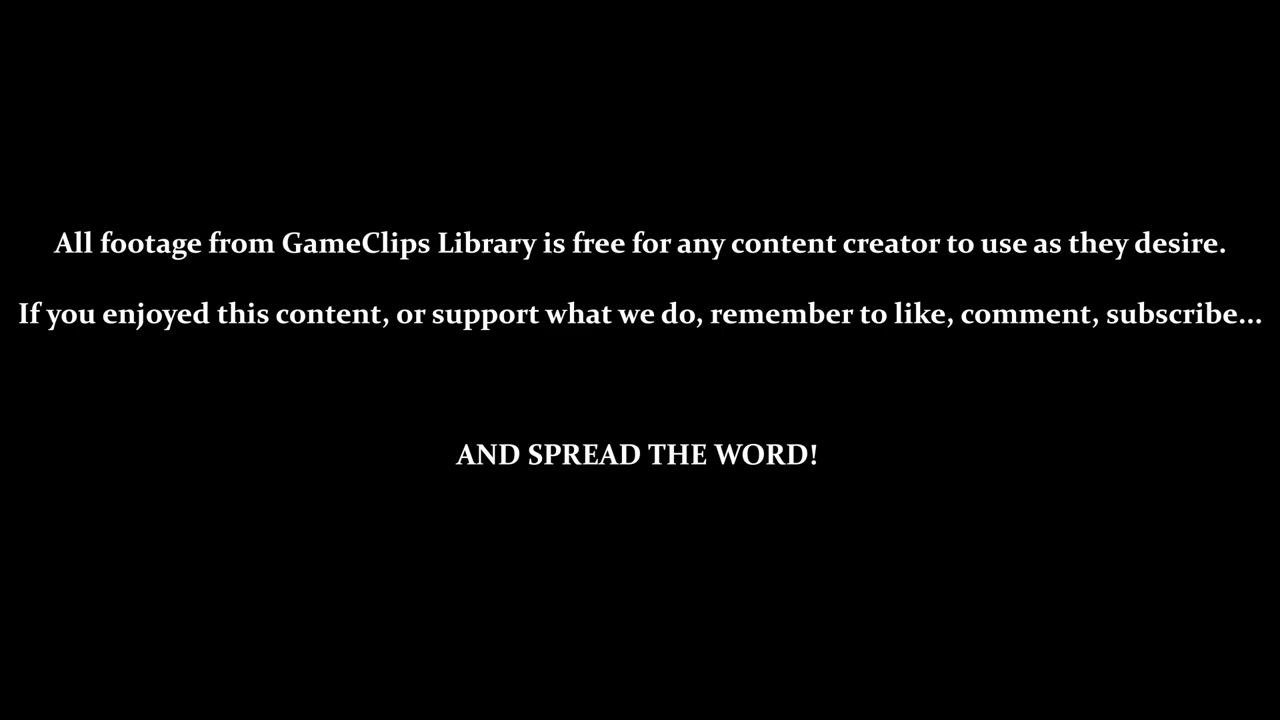 All footage from GameClips Library is free for any content creator to use as they desire.
If you enjoyed this content, or support what we do, remember to like, comment, subscribe...
AND SPREAD THE WORD!